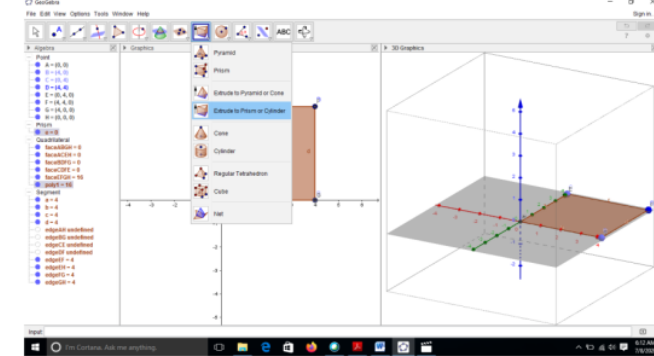 GeoGebra
File Edit View Options Tools Window Help
Sign in
ABC
Algebra
Graphics
3D Graphics
Point
A = (0, 0)
B = (4, 0)
C = (0, 4)
D = (4, 4)
E = (0, 4, 0)
F = (4, 4, 0)
G = (4, 0, 0)
H = (0, 0, 0)
Prism
e = 0
Quadrilateral
faceABGH = 0
faceACEH = 0
faceBDFG = 0
faceCDFE = 0
faceEFGH = 16
poly1 = 16
Segment
a = 4
b = 4
c = 4
d = 4
edgeAH undefined
edgeBG undefined
edgeCE undefined
edgeDF undefined
edgeEF = 4
edgeEH = 4
edgeFG = 4
edgeGH = 4
Pyramid
Prism
Extrude to Pyramid or Cone
Extrude to Prism or Cylinder
Cone
Cylinder
Regular Tetrahedron
Cube
Net
Input:
I'm Cortana. Ask me anything.
6:12 AM